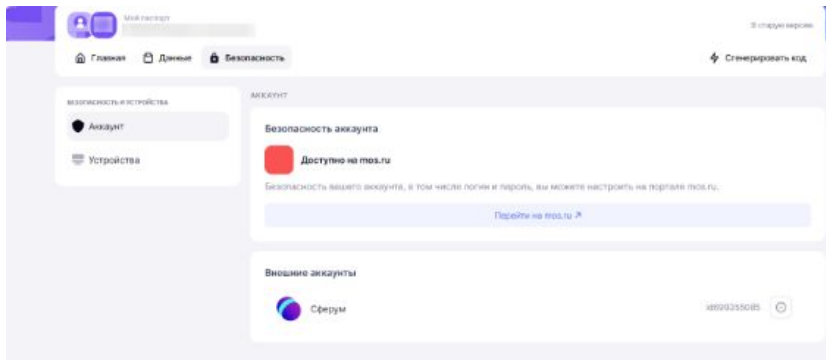 Мой паспорт
В старую версию
Главная
Данные
Безопасность
Сгенерировать код
БЕЗОПАСНОСТЬ И УСТРОЙСТВА
Аккаунт
Устройства
АККАУНТ
Безопасность аккаунта
Доступно на mos.ru
Безопасность вашего аккаунта, в том числе логин и пароль, вы можете настроить на портале mos.ru.
Перейти на mos.ru ↗
Внешние аккаунты
Сферум